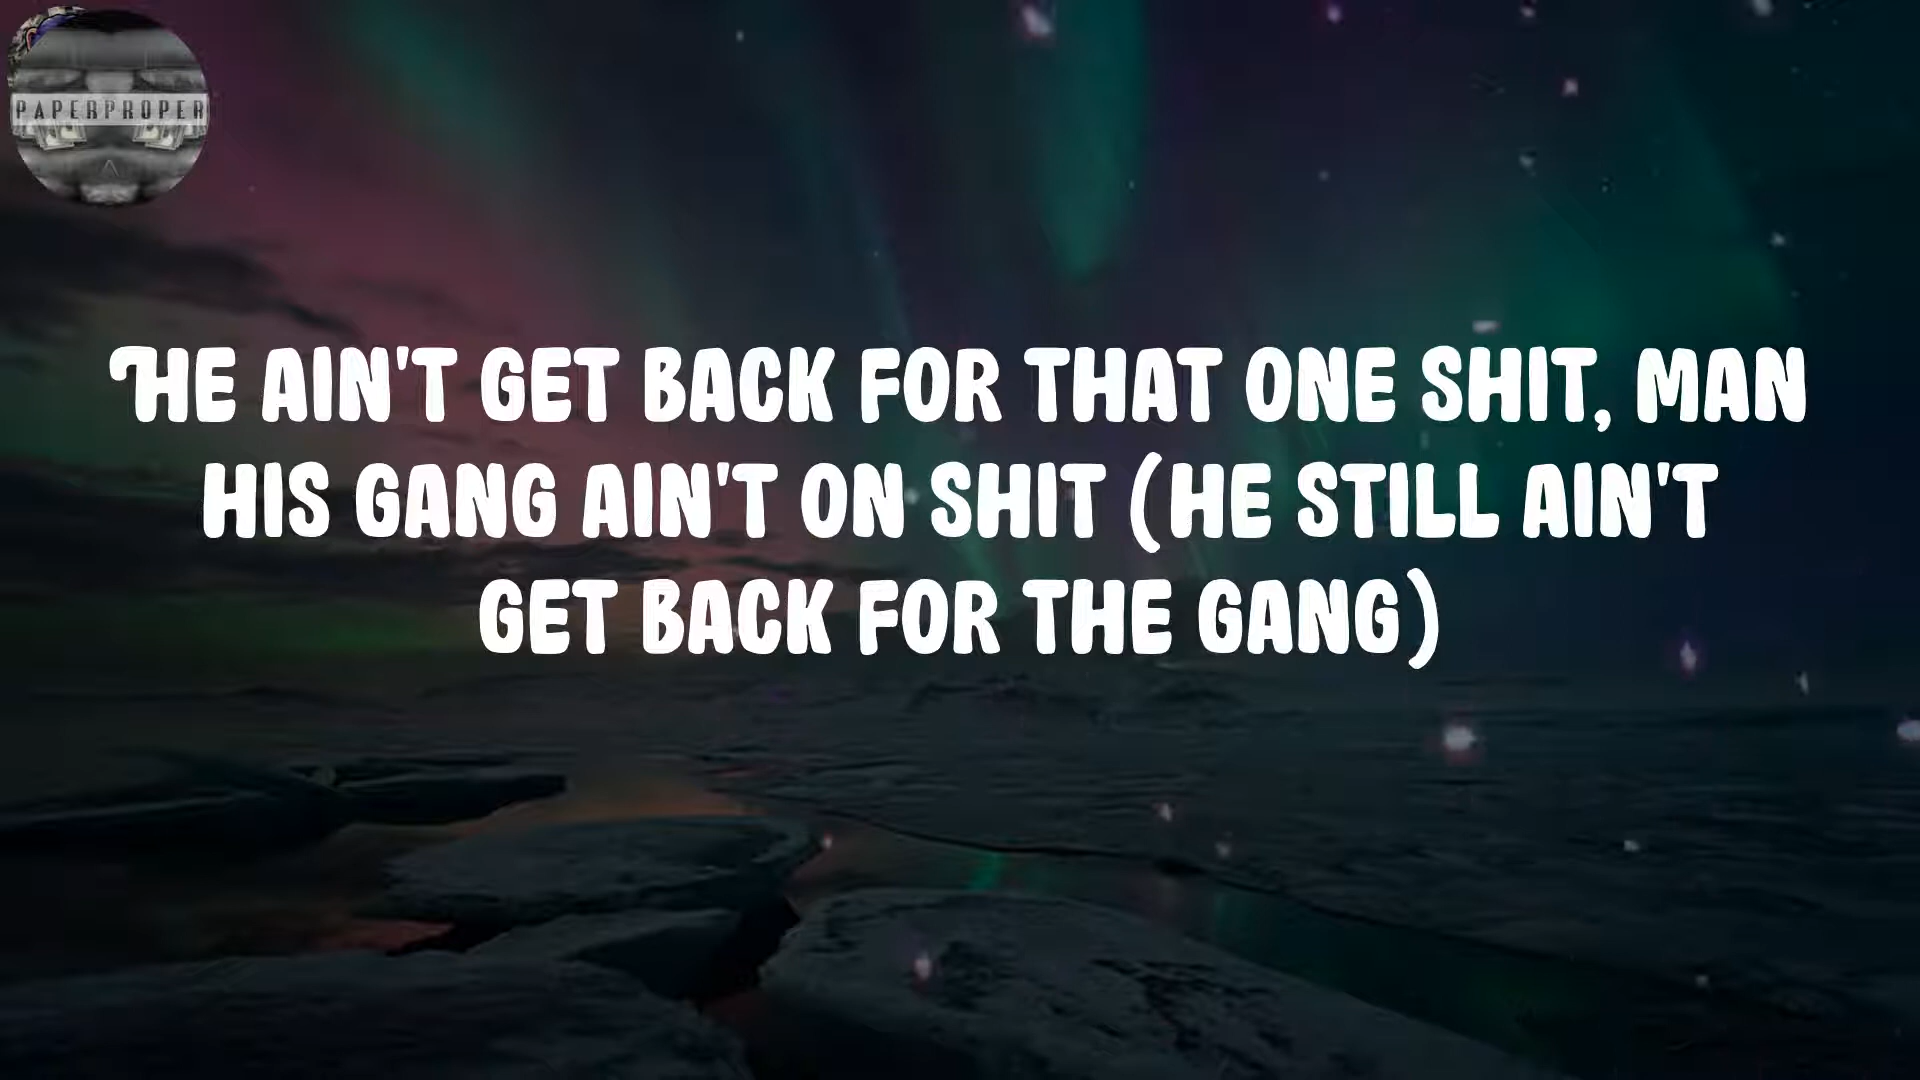 PAPERPROPER
HE AIN'T GET BACK FOR THAT ONE SHIT, MAN
HIS GANG AIN'T ON SHIT (HE STILL AIN'T
GET BACK FOR THE GANG)